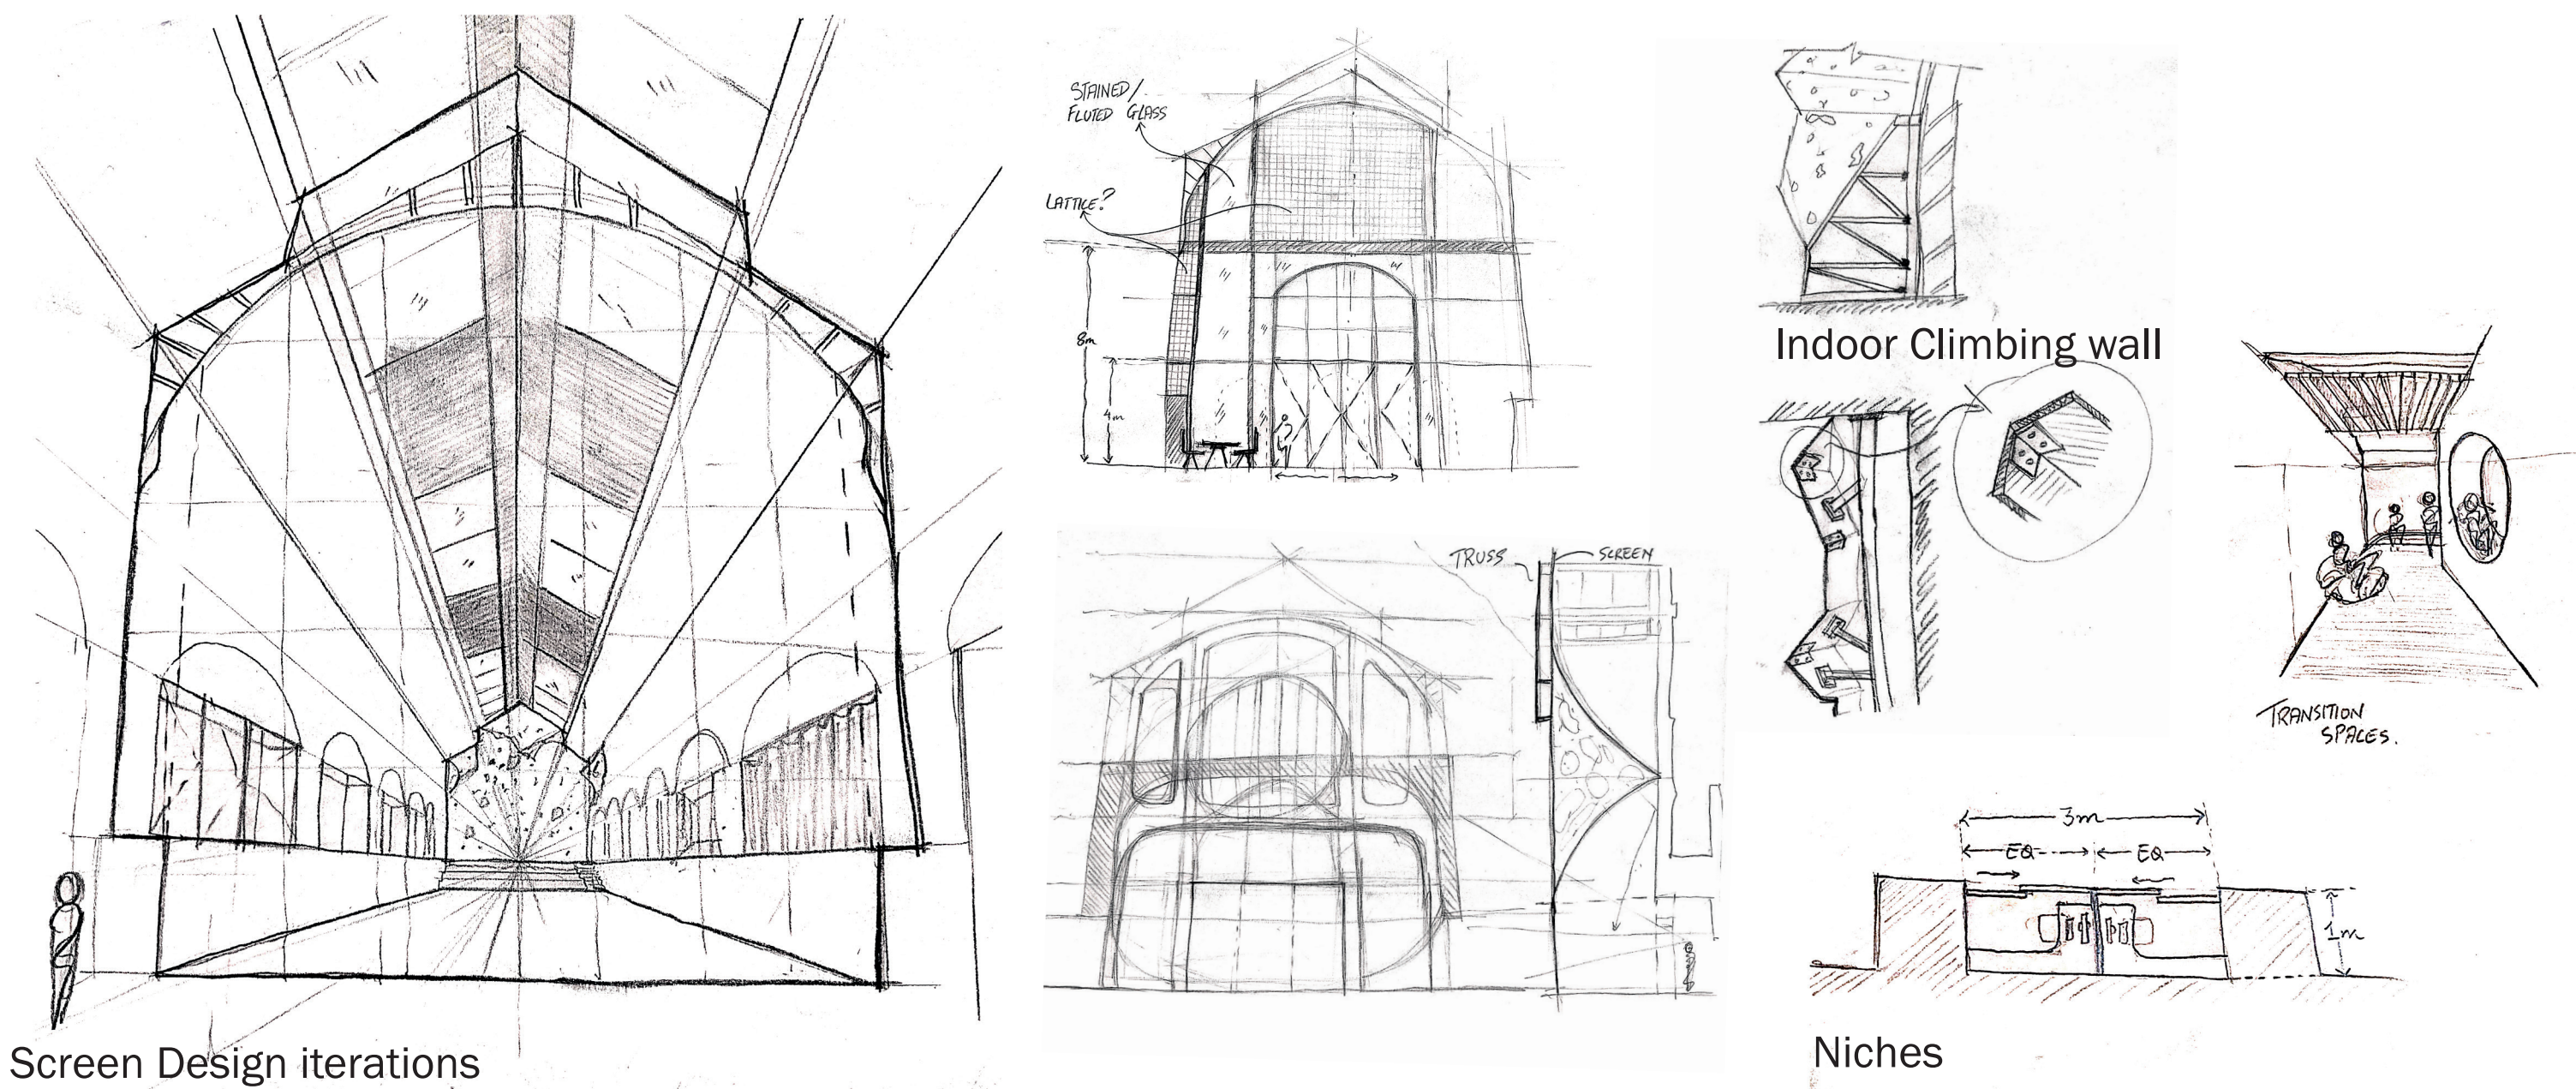 STAINED/
FLUTED GLASS
LATTICE?
8m
4m
Screen Design iterations
TRUSS
SCREEN
Indoor Climbing wall
TRANSITION
SPACES.
3m
EQ EQ
1m
Niches